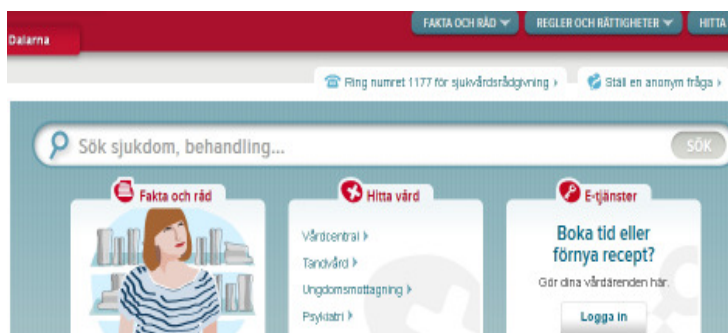 FAKTA OCH RÅD
REGLER OCH RÄTTIGHETER
HITTA
Dalarna
Ring numret 1177 för sjukvårdsrådgivning
Ställ en anonym fråga
Sök sjukdom, behandling...
SÖK
Fakta och råd
Hitta vård
Vårdcentral
Tandvård
Ungdomsmottagning
Psykiatri
E-tjänster
Boka tid eller
förnya recept?
Gör dina vårdärenden här.
Logga in